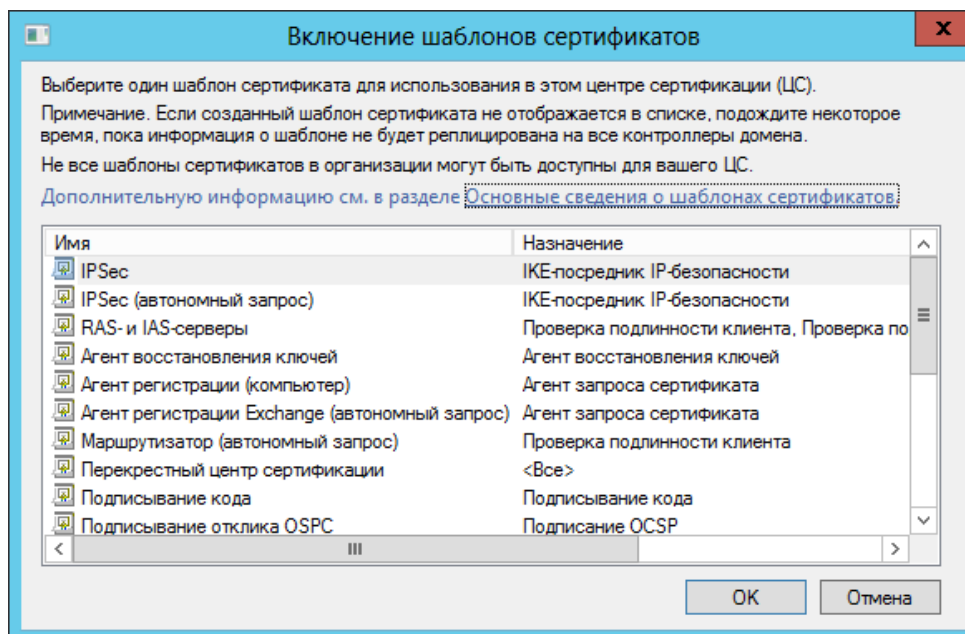 Включение шаблонов сертификатов
x
Выберите один шаблон сертификата для использования в этом центре сертификации (ЦС).
Примечание. Если созданный шаблон сертификата не отображается в списке, подождите некоторое
время, пока информация о шаблоне не будет реплицирована на все контроллеры домена.
Не все шаблоны сертификатов в организации могут быть доступны для вашего ЦС.
Дополнительную информацию см. в разделе Основные сведения о шаблонах сертификатов.
Имя Назначение
IPSec IKE-посредник IP-безопасности
IPSec (автономный запрос) IKE-посредник IP-безопасности
RAS- и IAS-серверы Проверка подлинности клиента, Проверка по
Агент восстановления ключей Агент восстановления ключей
Агент регистрации (компьютер) Агент запроса сертификата
Агент регистрации Exchange (автономный запрос) Агент запроса сертификата
Маршрутизатор (автономный запрос) Проверка подлинности клиента
Перекрестный центр сертификации <Все>
Подписывание кода Подписывание кода
Подписывание отклика OSPC Подписание OCSP
OK Отмена